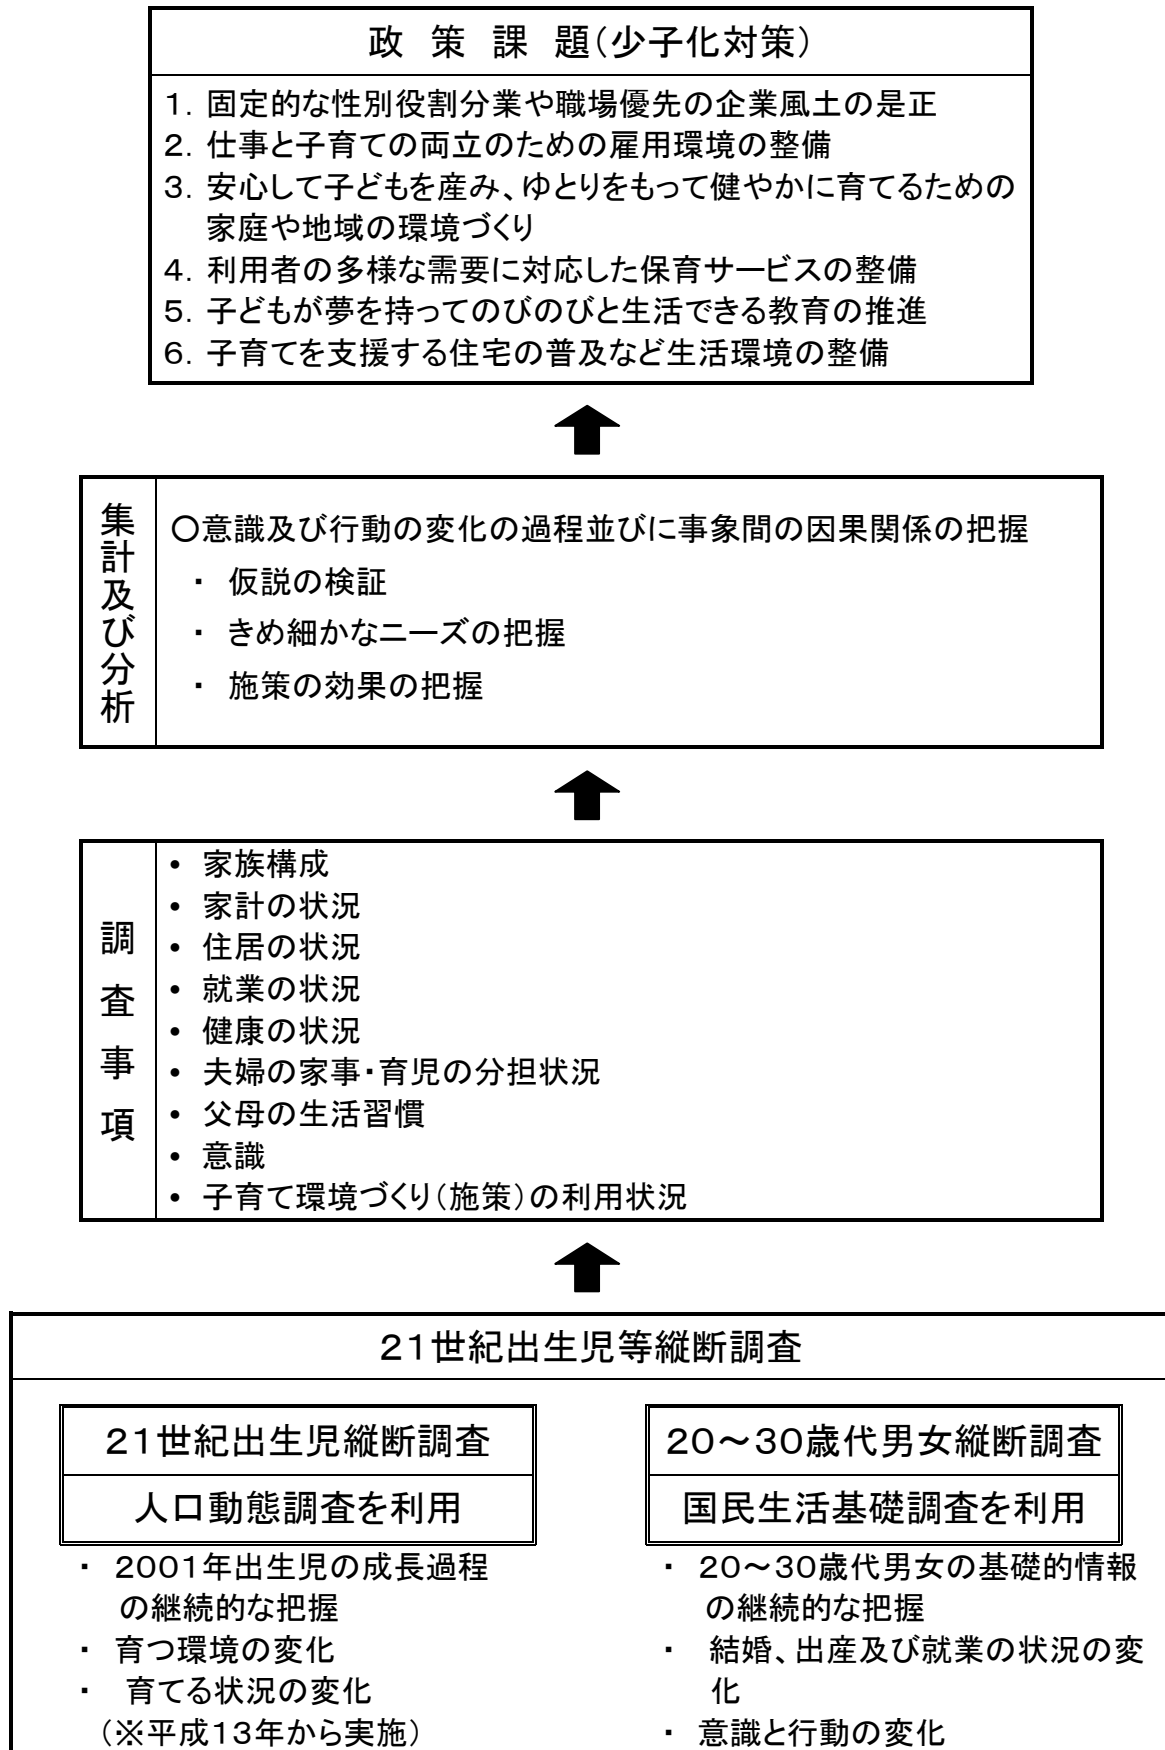 政 策 課 題(少子化対策)
1. 固定的な性別役割分業や職場優先の企業風土の是正
2. 仕事と子育ての両立のための雇用環境の整備
3. 安心して子どもを産み、ゆとりをもって健やかに育てるための
家庭や地域の環境づくり
4. 利用者の多様な需要に対応した保育サービスの整備
5. 子どもが夢を持ってのびのびと生活できる教育の推進
6. 子育てを支援する住宅の普及など生活環境の整備
集計及び分析
○意識及び行動の変化の過程並びに事象間の因果関係の把握
・ 仮説の検証
・ きめ細かなニーズの把握
・ 施策の効果の把握
調査事項
• 家族構成
• 家計の状況
• 住居の状況
• 就業の状況
• 健康の状況
• 夫婦の家事・育児の分担状況
• 父母の生活習慣
• 意識
• 子育て環境づくり(施策)の利用状況
21世紀出生児等縦断調査
21世紀出生児縦断調査
人口動態調査を利用
・ 2001年出生児の成長過程
の継続的な把握
・ 育つ環境の変化
・ 育てる状況の変化
(※平成13年から実施)
20~30歳代男女縦断調査
国民生活基礎調査を利用
・ 20~30歳代男女の基礎的情報
の継続的な把握
・ 結婚、出産及び就業の状況の変
化
・ 意識と行動の変化